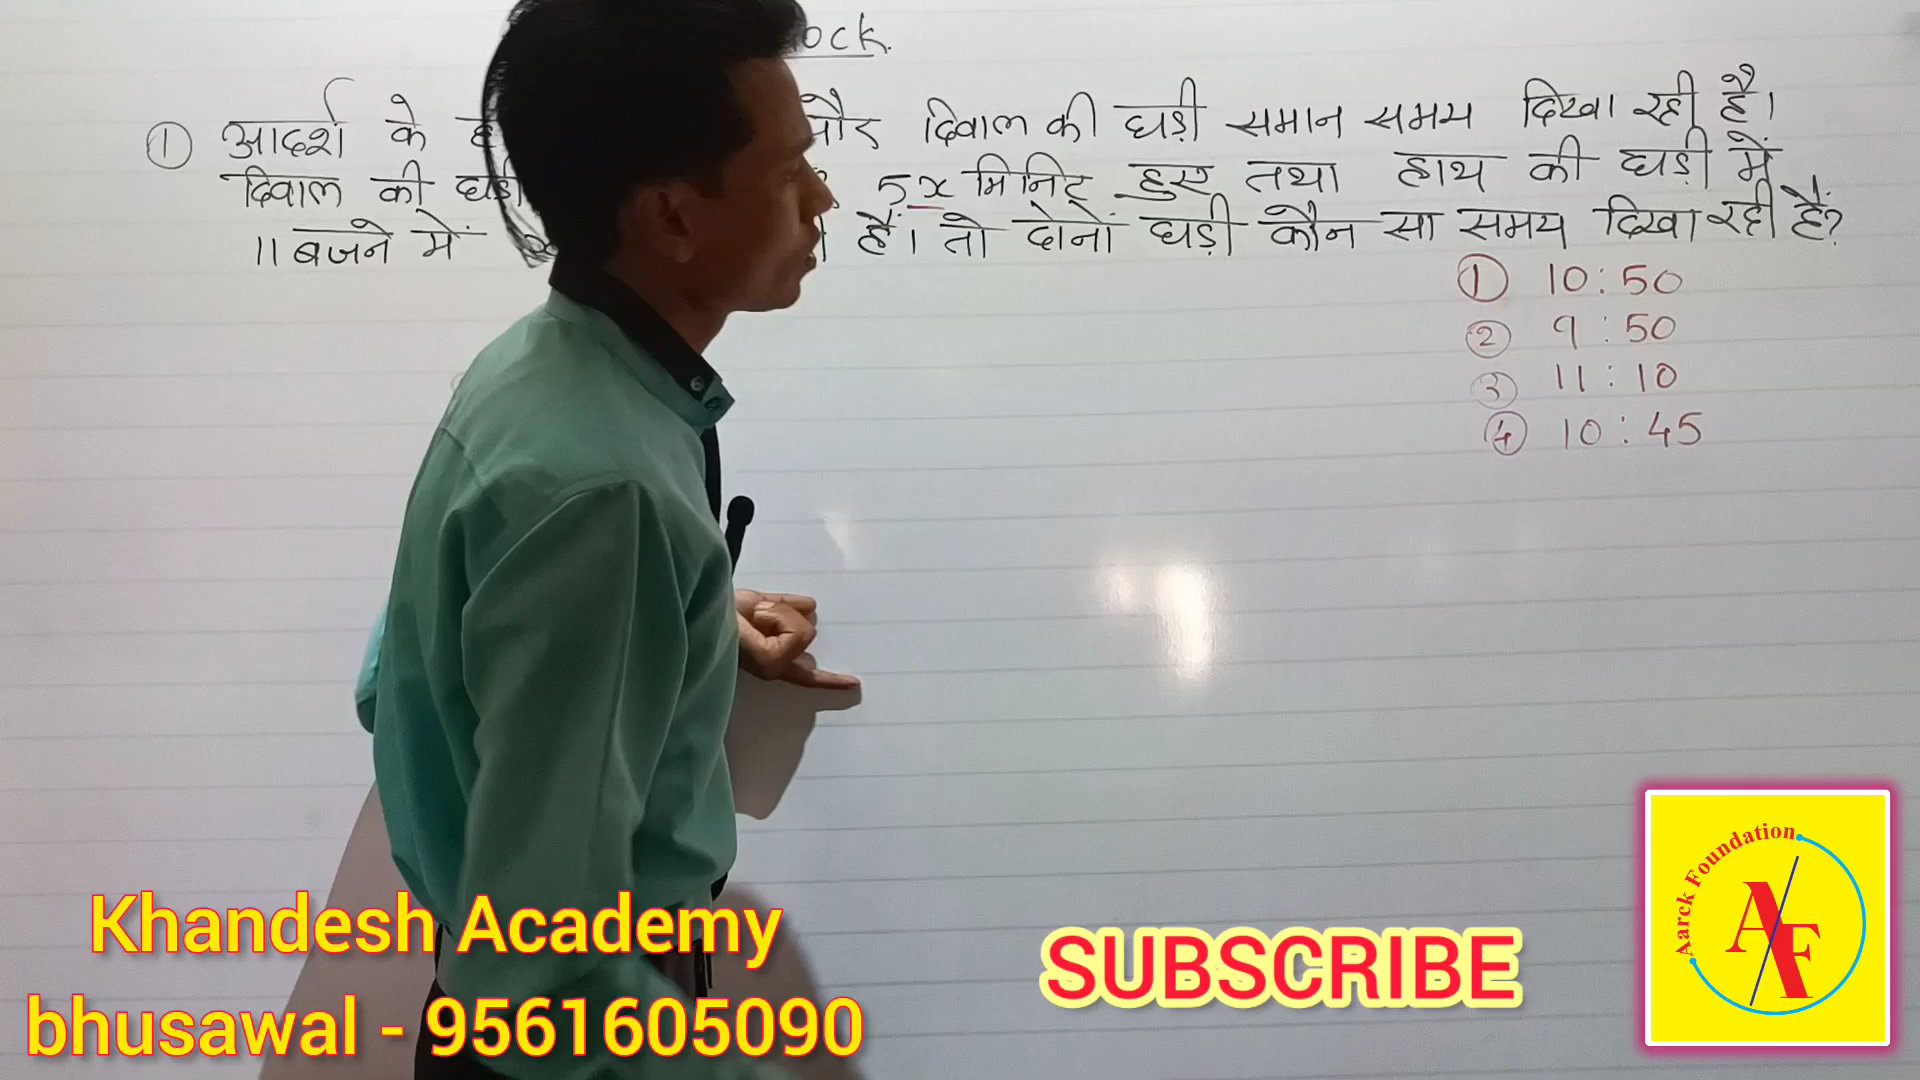 ock.
① आदर्श के और दिवाल की घड़ी समान समय दिखा रही है।
दिवाल की घड़ी 5x मिनिट हुए तथा हाथ की घड़ी में
11 बजने में हैं। तो दोनों घड़ी कौन सा समय दिखा रही हैं?
① 10:50
② 9:50
③ 11:10
④ 10:45
Khandesh Academy
bhusawal - 9561605090
SUBSCRIBE
Aarck Foundation
AF